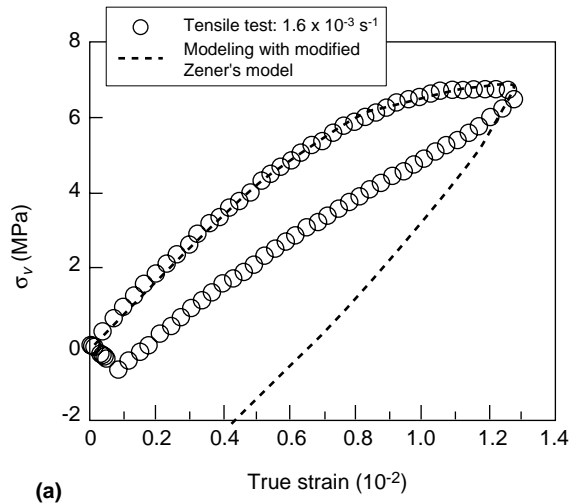 Tensile test: 1.6 x 10⁻³ s⁻¹
Modeling with modified
Zener's model
8
6
4
2
0
-2
σᵥ (MPa)
0 0.2 0.4 0.6 0.8 1.0 1.2 1.4
True strain (10⁻²)
(a)